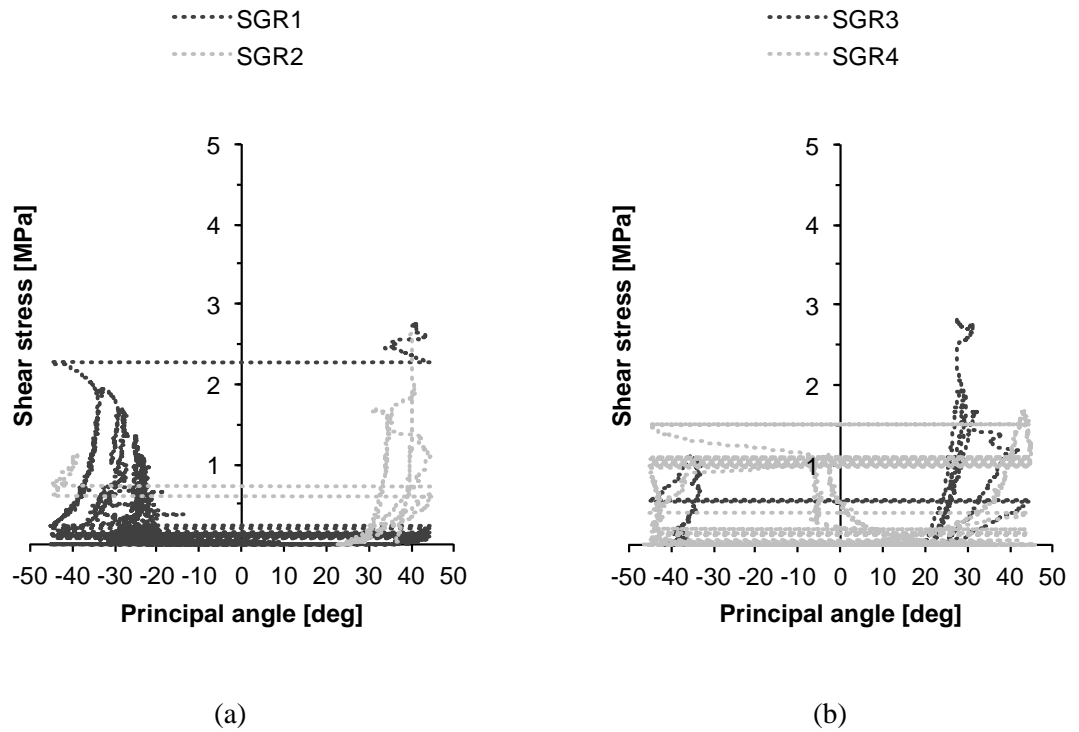 SGR1
SGR2
5
4
3
2
1
Shear stress [MPa]
-50 -40 -30 -20 -10 0 10 20 30 40 50
Principal angle [deg]
(a)
SGR3
SGR4
5
4
3
2
1
Shear stress [MPa]
-50 -40 -30 -20 -10 0 10 20 30 40 50
Principal angle [deg]
(b)